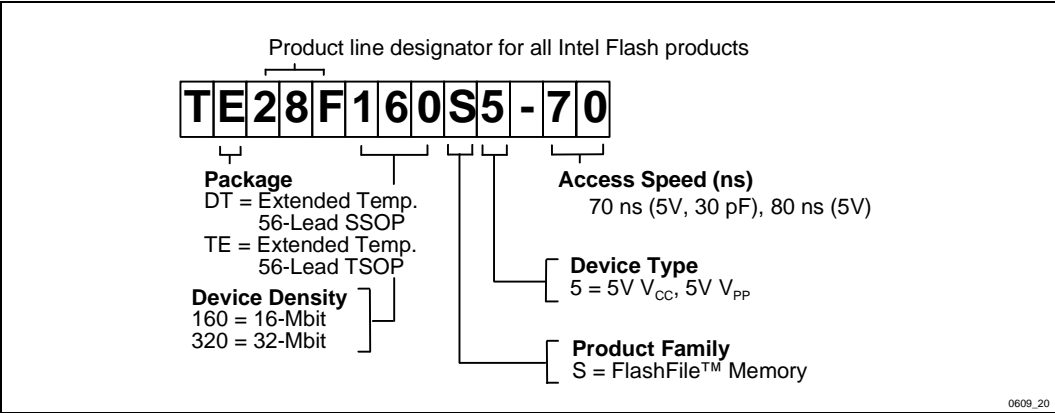 Product line designator for all Intel Flash products
TE28F160S5-70
Package
DT = Extended Temp.
56-Lead SSOP
TE = Extended Temp.
56-Lead TSOP
Device Density
160 = 16-Mbit
320 = 32-Mbit
Access Speed (ns)
70 ns (5V, 30 pF), 80 ns (5V)
Device Type
5 = 5V VCC, 5V VPP
Product Family
S = FlashFile™ Memory
0609_20